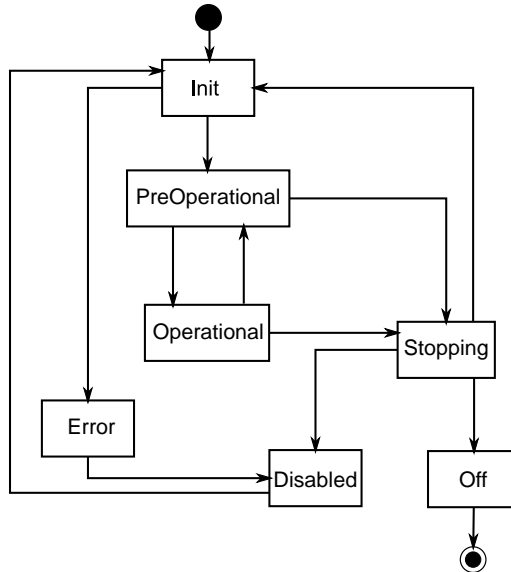 Init
PreOperational
Operational
Stopping
Error
Disabled
Off